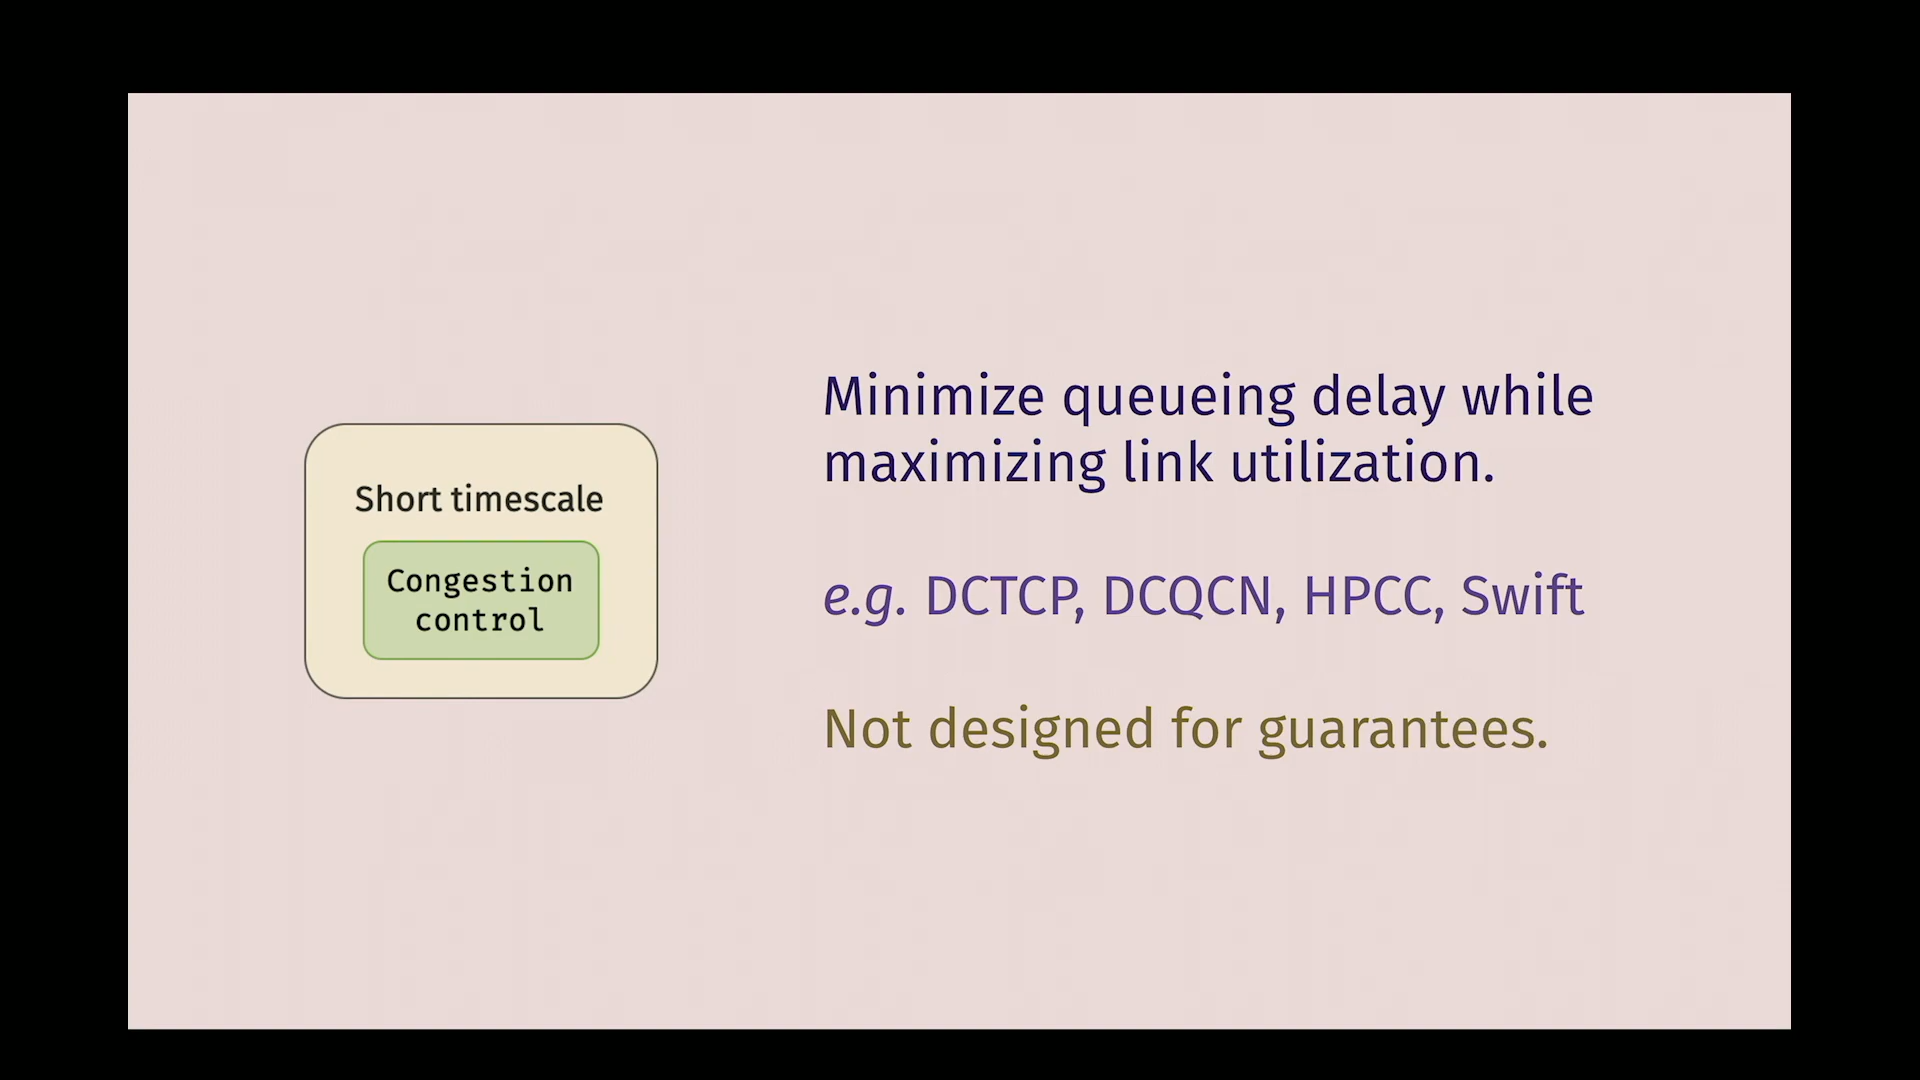 Short timescale
Congestion
control
Minimize queueing delay while
maximizing link utilization.
e.g. DCTCP, DCQCN, HPCC, Swift
Not designed for guarantees.